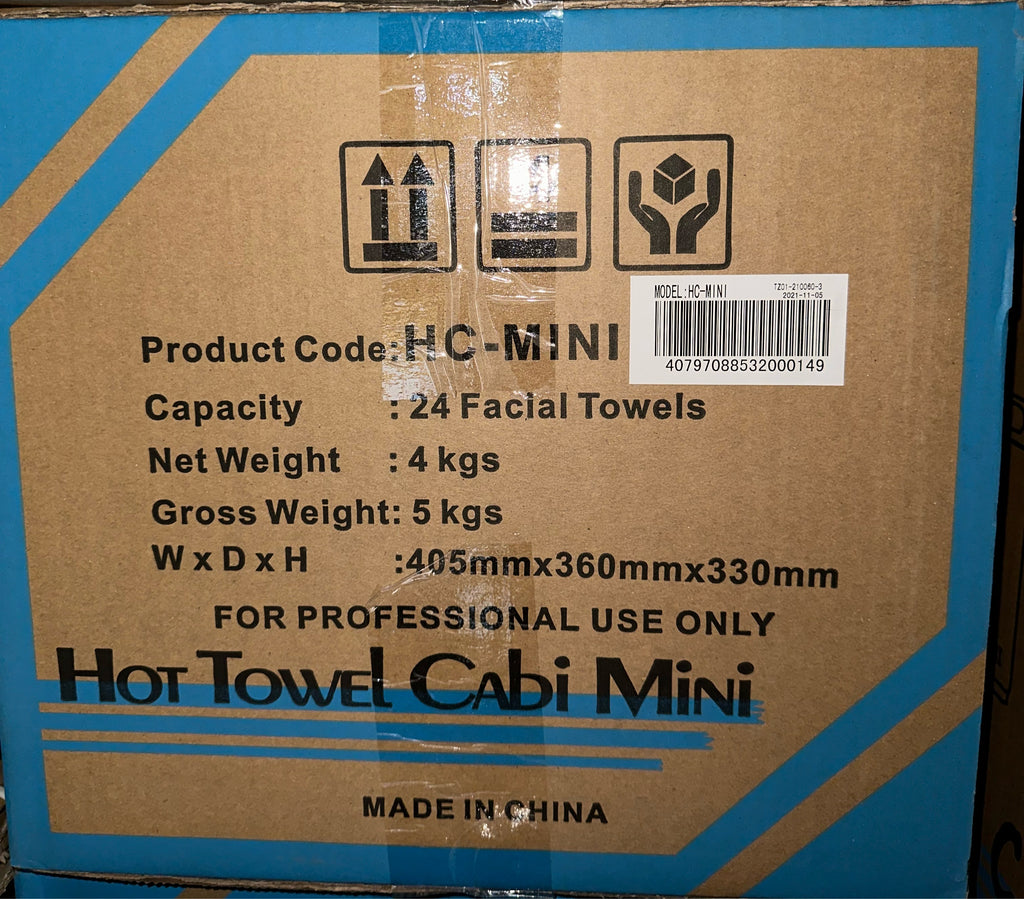 MODEL:HC-MINI TZ01-210060-3
2021-11-05
40797088532000149
Product Code:HC-MINI
Capacity : 24 Facial Towels
Net Weight : 4 kgs
Gross Weight: 5 kgs
W x D x H :405mmx360mmx330mm
FOR PROFESSIONAL USE ONLY
Hot Towel Cabi Mini
MADE IN CHINA